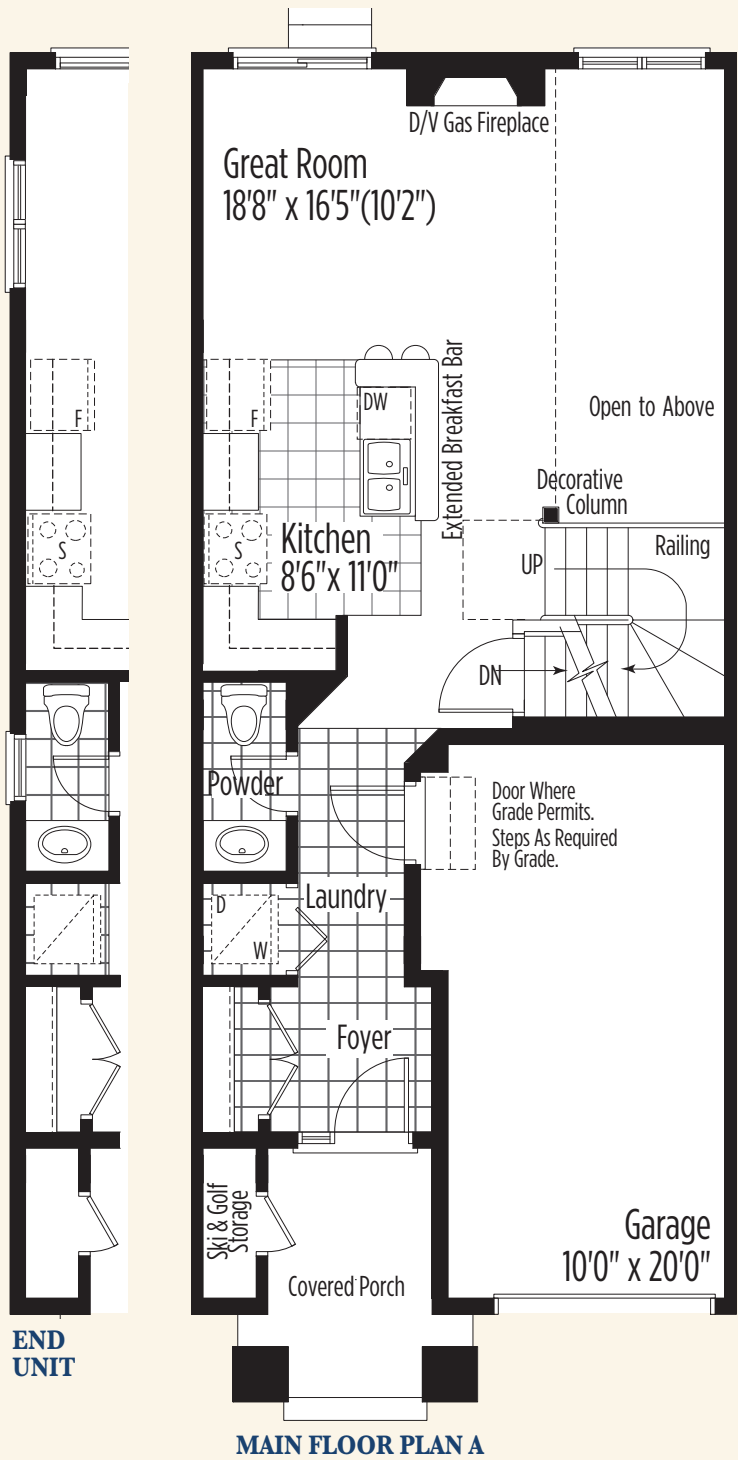 D/V Gas Fireplace
Great Room
18'8" x 16'5"(10'2")
F
F
DW
Extended Breakfast Bar
Open to Above
Decorative
Column
S
S
Kitchen
8'6"x 11'0"
UP
Railing
DN
Powder
Door Where
Grade Permits.
Steps As Required
By Grade.
D
W
Laundry
Foyer
Ski & Golf
Storage
Covered Porch
Garage
10'0" x 20'0"
END
UNIT
MAIN FLOOR PLAN A